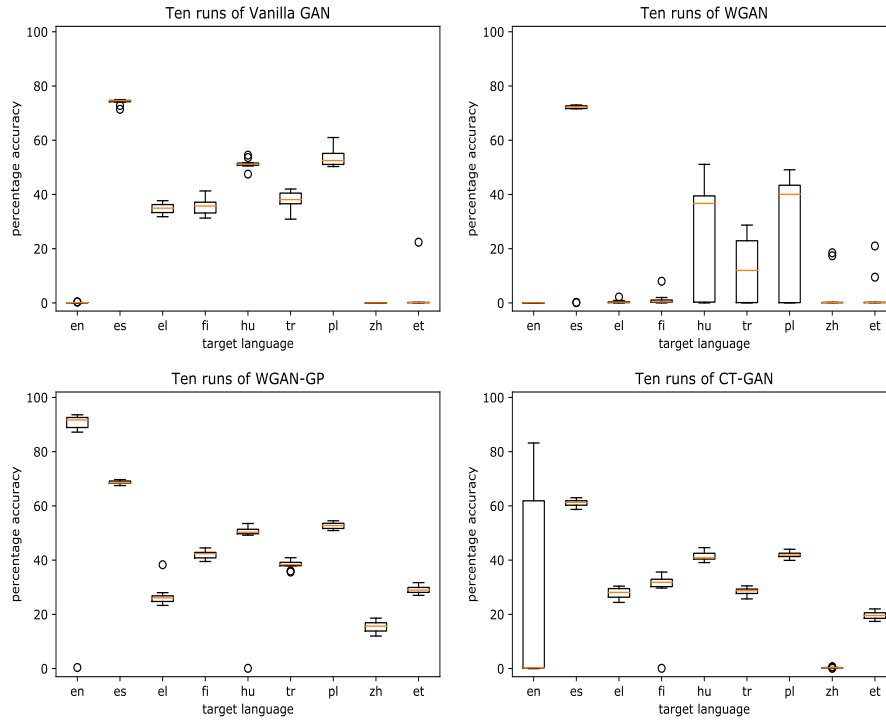 Ten runs of Vanilla GAN
100
80
60
40
20
0
percentage accuracy
en es el fi hu tr pl zh et
target language
Ten runs of WGAN
100
80
60
40
20
0
percentage accuracy
en es el fi hu tr pl zh et
target language
Ten runs of WGAN-GP
100
80
60
40
20
0
percentage accuracy
en es el fi hu tr pl zh et
target language
Ten runs of CT-GAN
100
80
60
40
20
0
percentage accuracy
en es el fi hu tr pl zh et
target language